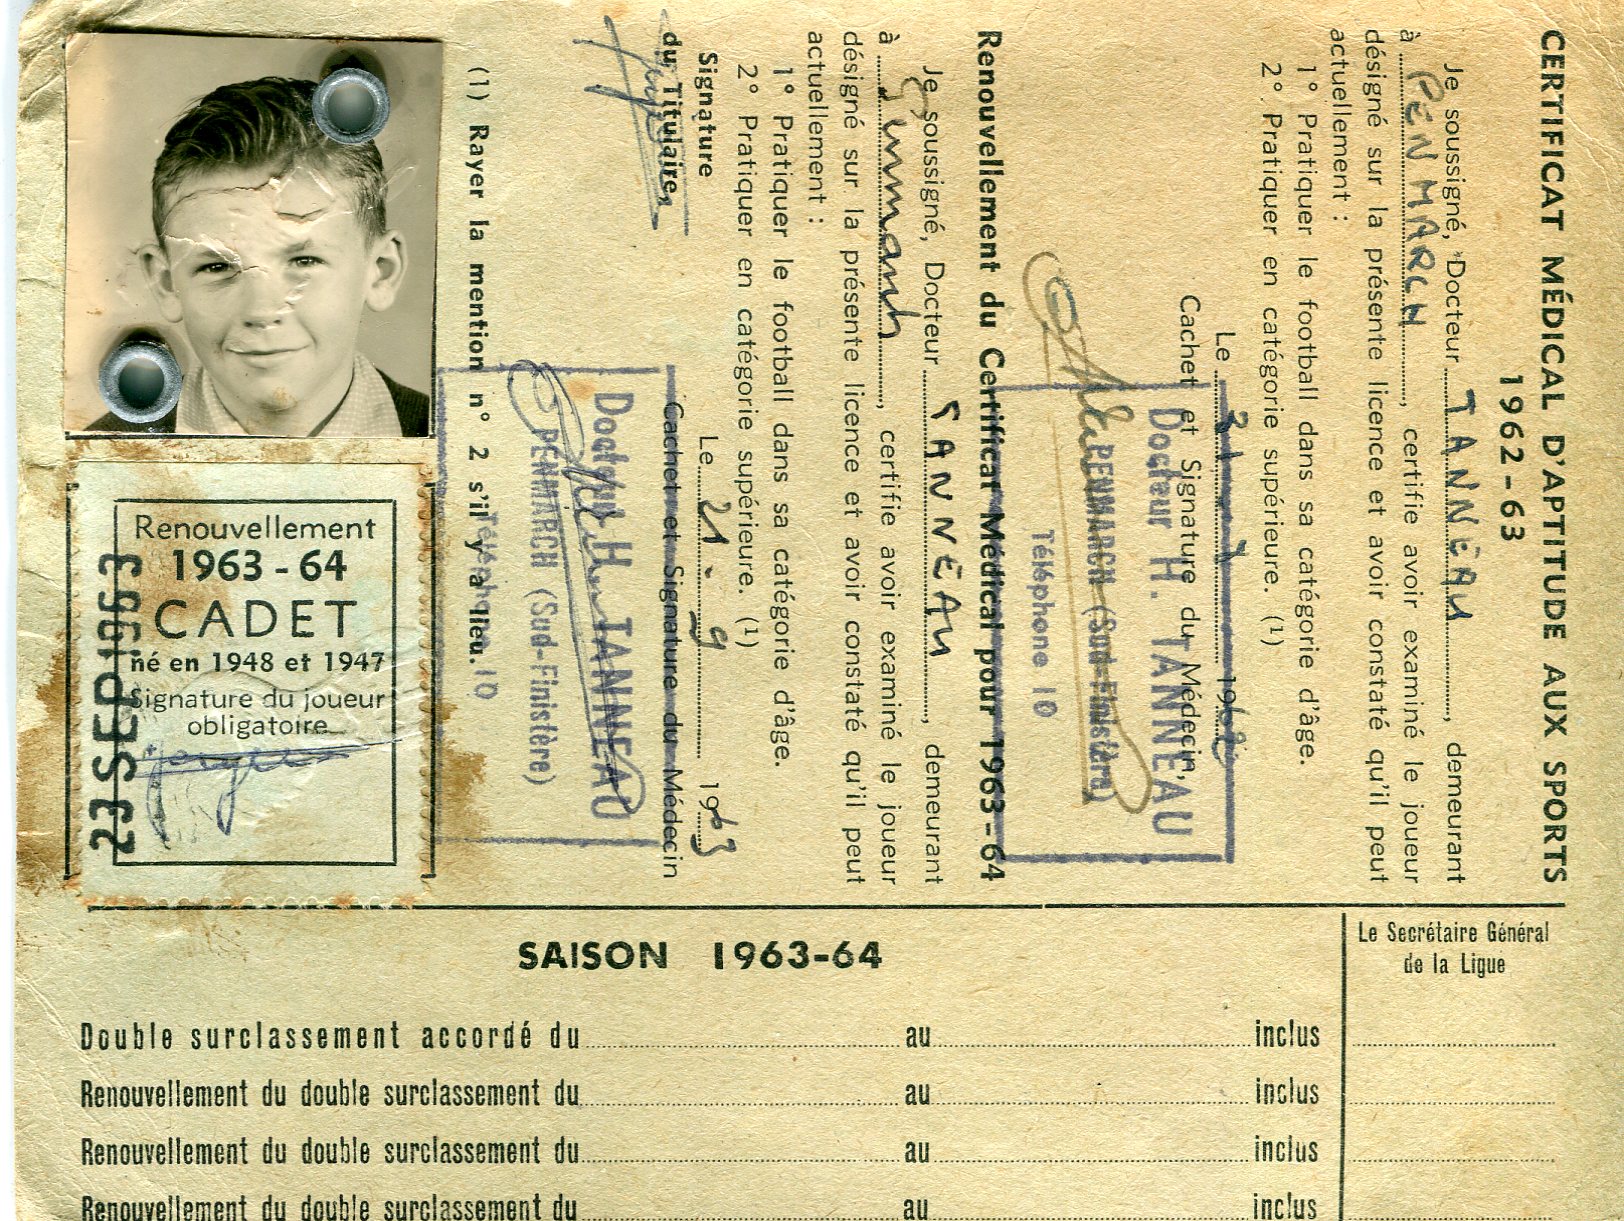 CERTIFICAT MÉDICAL D'APTITUDE AUX SPORTS
1962-63
Je soussigné, Docteur TANNEAU, demeurant
à PENMARCH, certifie avoir examiné le joueur
désigné sur la présente licence et avoir constaté qu'il peut
actuellement :
1° Pratiquer le football dans sa catégorie d'âge.
2° Pratiquer en catégorie supérieure. (1)
Le 1962
Cachet et Signature du Médecin,
Docteur H. TANNEAU
PENMARCH (Sud-Finistère)
Téléphone 10
Renouvellement du Certificat Médical pour 1963-64
Je soussigné, Docteur TANNEAU, demeurant
à Penmarch, certifie avoir examiné le joueur
désigné sur la présente licence et avoir constaté qu'il peut
actuellement :
1° Pratiquer le football dans sa catégorie d'âge.
2° Pratiquer en catégorie supérieure. (1)
Le 21.9 1963
Signature
du Titulaire,
Cachet et Signature du Médecin
Docteur H. TANNEAU
PENMARCH (Sud-Finistère)
Téléphone 10
(1) Rayer la mention n° 2 s'il y a lieu.
Renouvellement
1963-64
CADET
né en 1948 et 1947
Signature du joueur
obligatoire
23 SEP 1963
SAISON 1963-64
Le Secrétaire Général
de la Ligue
Double surclassement accordé du au inclus
Renouvellement du double surclassement du au inclus
Renouvellement du double surclassement du au inclus
Renouvellement du double surclassement du au inclus